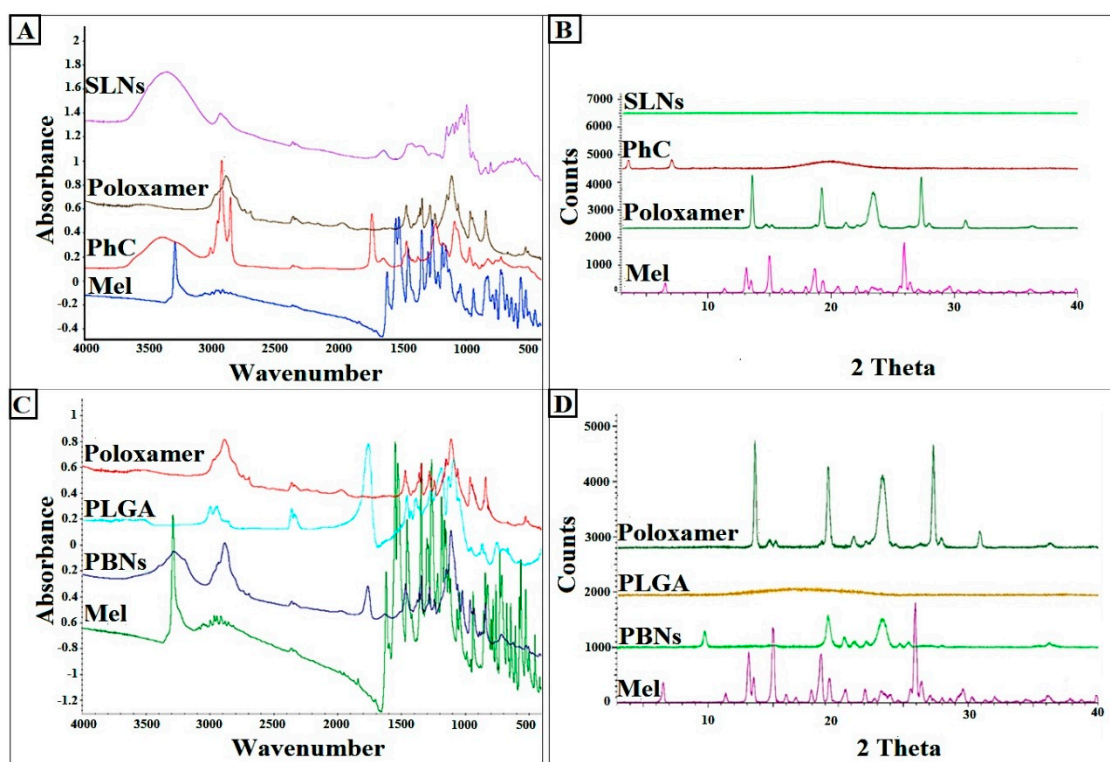 A
Absorbance
2
1.8
1.6
1.4
1.2
1
0.8
0.6
0.4
0.2
0
-0.2
-0.4
SLNs
Poloxamer
PhC
Mel
4000 3500 3000 2500 2000 1500 1000 500
Wavenumber
B
Counts
7000
6000
5000
4000
3000
2000
1000
0
SLNs
PhC
Poloxamer
Mel
10 20 30 40
2 Theta
C
Absorbance
1
0.8
0.6
0.4
0.2
0
-0.2
-0.4
-0.6
-0.8
-1
-1.2
Poloxamer
PLGA
PBNs
Mel
4000 3500 3000 2500 2000 1500 1000 500
Wavenumber
D
Counts
5000
4000
3000
2000
1000
0
Poloxamer
PLGA
PBNs
Mel
10 20 30 40
2 Theta